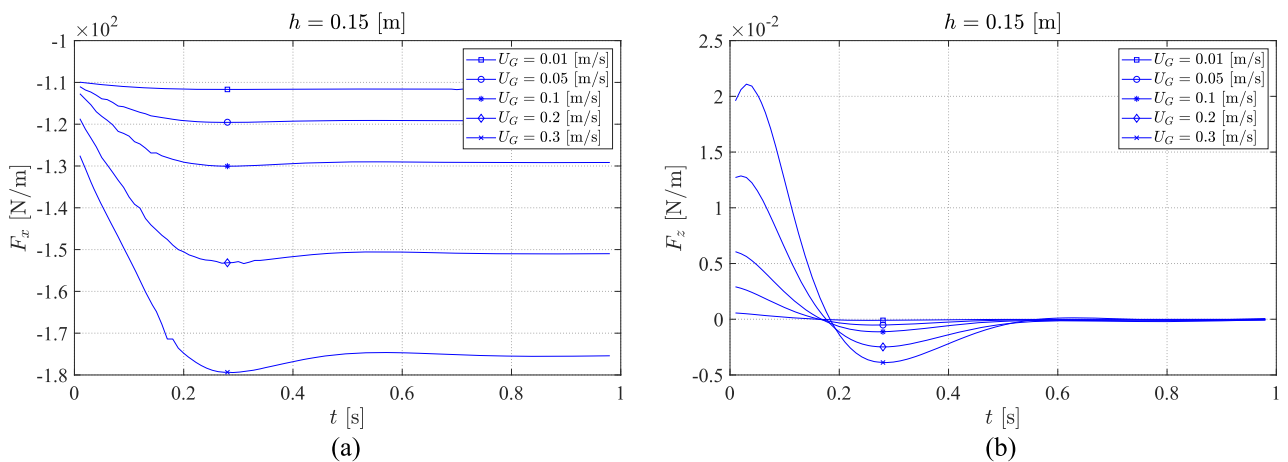 ×10²
h = 0.15 [m]
-1
-1.1
-1.2
-1.3
-1.4
-1.5
-1.6
-1.7
-1.8
F_x [N/m]
0 0.2 0.4 0.6 0.8 1
t [s]
U_G = 0.01 [m/s]
U_G = 0.05 [m/s]
U_G = 0.1 [m/s]
U_G = 0.2 [m/s]
U_G = 0.3 [m/s]
(a)
×10⁻²
h = 0.15 [m]
2.5
2
1.5
1
0.5
0
-0.5
F_z [N/m]
0 0.2 0.4 0.6 0.8 1
t [s]
U_G = 0.01 [m/s]
U_G = 0.05 [m/s]
U_G = 0.1 [m/s]
U_G = 0.2 [m/s]
U_G = 0.3 [m/s]
(b)